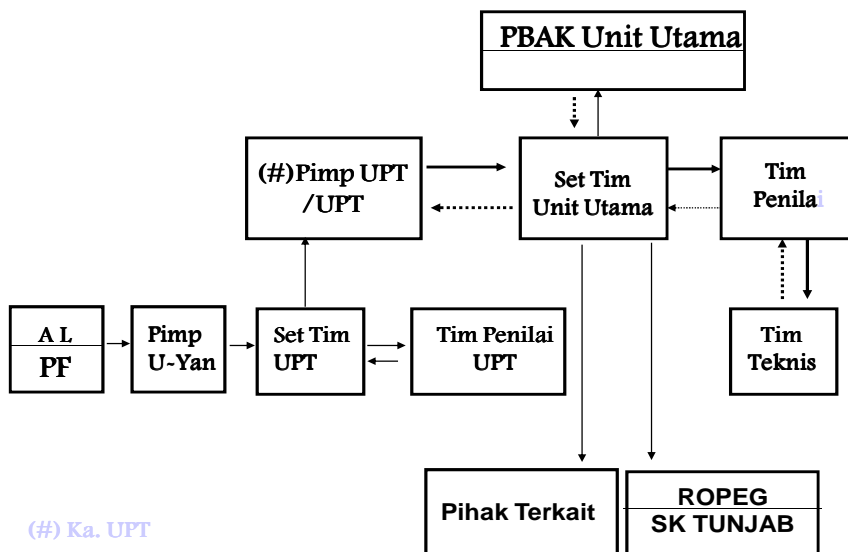 PBAK Unit Utama
(#)Pimp UPT
/UPT
Set Tim
Unit Utama
Tim
Penilai
A L
PF
Pimp
U-Yan
Set Tim
UPT
Tim Penilai
UPT
Tim
Teknis
Pihak Terkait
ROPEG
SK TUNJAB
(#) Ka. UPT